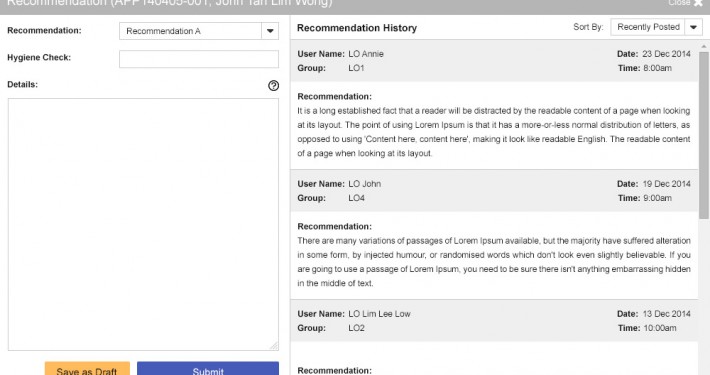 Recommendation (APP140405-001, John Tan Lim Wong)
Close ✖
Recommendation:
Recommendation A
Hygiene Check:
Details:
Save as Draft
Submit
Recommendation History
Sort By:
Recently Posted
User Name: LO Annie
Date: 23 Dec 2014
Group: LO1
Time: 8:00am
Recommendation:
It is a long established fact that a reader will be distracted by the readable content of a page when looking
at its layout. The point of using Lorem Ipsum is that it has a more-or-less normal distribution of letters, as
opposed to using 'Content here, content here', making it look like readable English. The readable content
of a page when looking at its layout.
User Name: LO John
Date: 19 Dec 2014
Group: LO4
Time: 9:00am
Recommendation:
There are many variations of passages of Lorem Ipsum available, but the majority have suffered alteration
in some form, by injected humour, or randomised words which don't look even slightly believable. If you
are going to use a passage of Lorem Ipsum, you need to be sure there isn't anything embarrassing hidden
in the middle of text.
User Name: LO Lim Lee Low
Date: 13 Dec 2014
Group: LO2
Time: 10:00am
Recommendation: